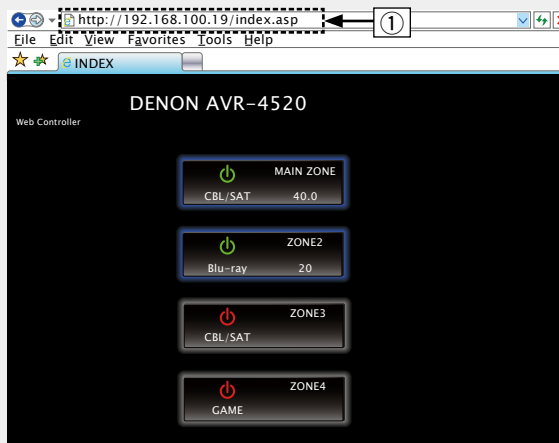 http://192.168.100.19/index.asp
①
File Edit View Favorites Tools Help
INDEX
DENON AVR-4520
Web Controller
MAIN ZONE
CBL/SAT 40.0
ZONE2
Blu-ray 20
ZONE3
CBL/SAT
ZONE4
GAME